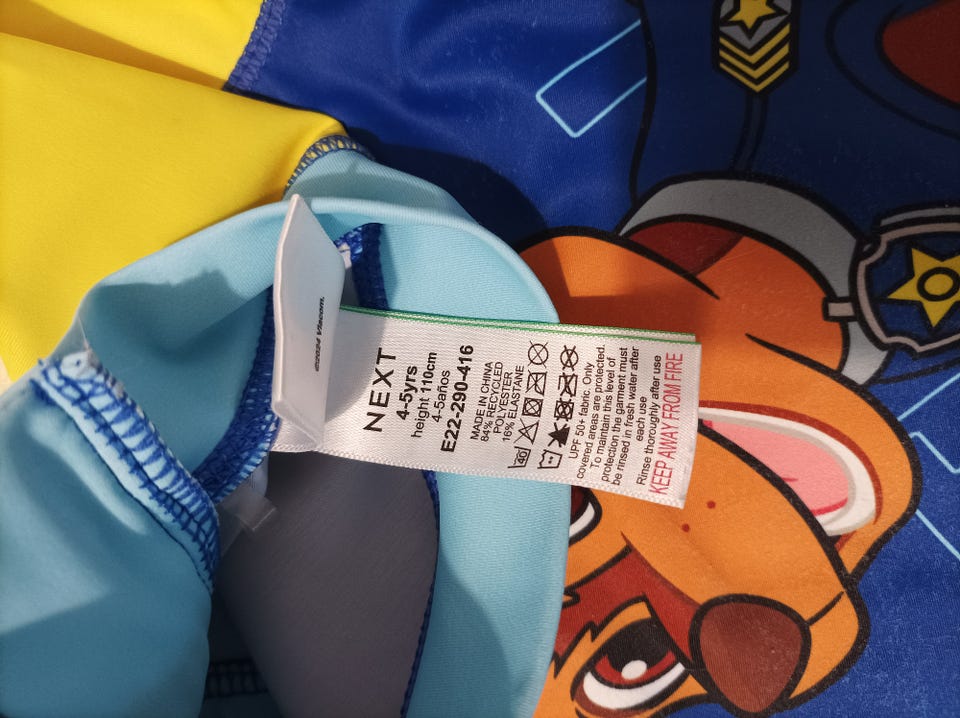 ©2024 Viacom.
NEXT
4-5yrs
height 110cm
4-5años
E22-290-416
MADE IN CHINA
84% RECYCLED
POLYESTER
16% ELASTANE
40
UPF 50+ fabric. Only
covered areas are protected.
To maintain this level of
protection the garment must
be rinsed in fresh water after
each use
Rinse thoroughly after use
KEEP AWAY FROM FIRE